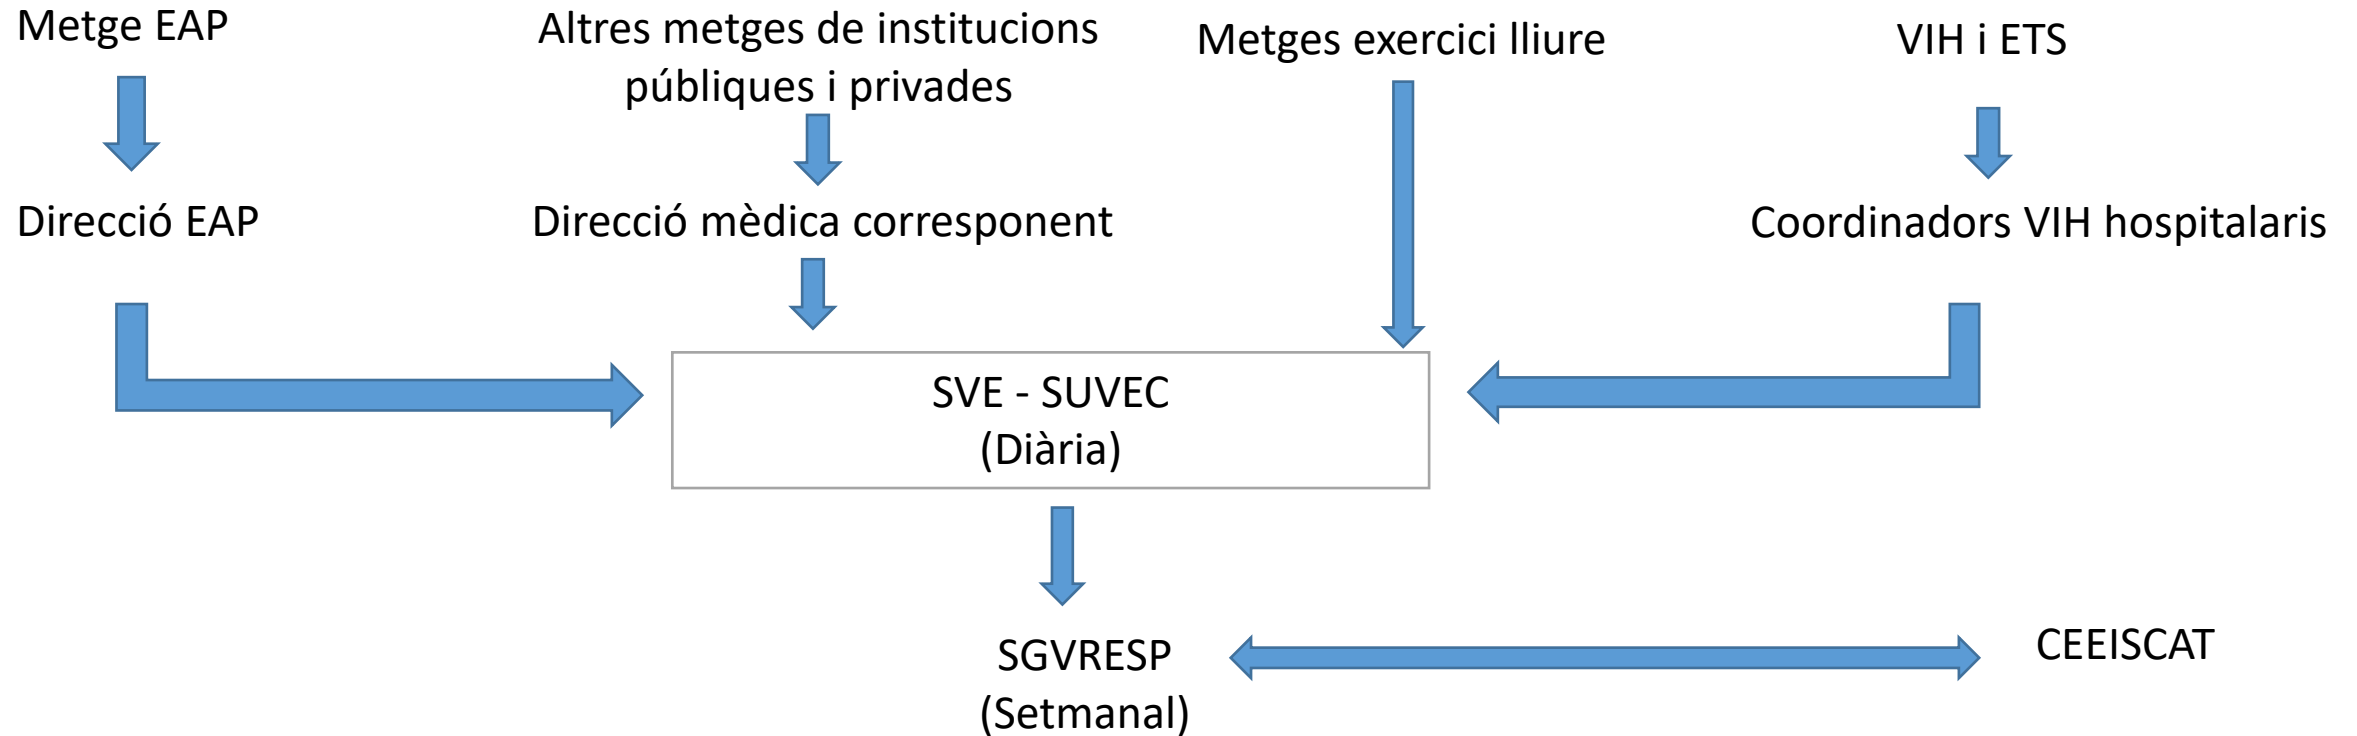 Metge EAP
Altres metges de institucions
públiques i privades
Metges exercici lliure
VIH i ETS
Direcció EAP
Direcció mèdica corresponent
Coordinadors VIH hospitalaris
SVE - SUVEC
(Diària)
SGVRESP
(Setmanal)
CEEISCAT